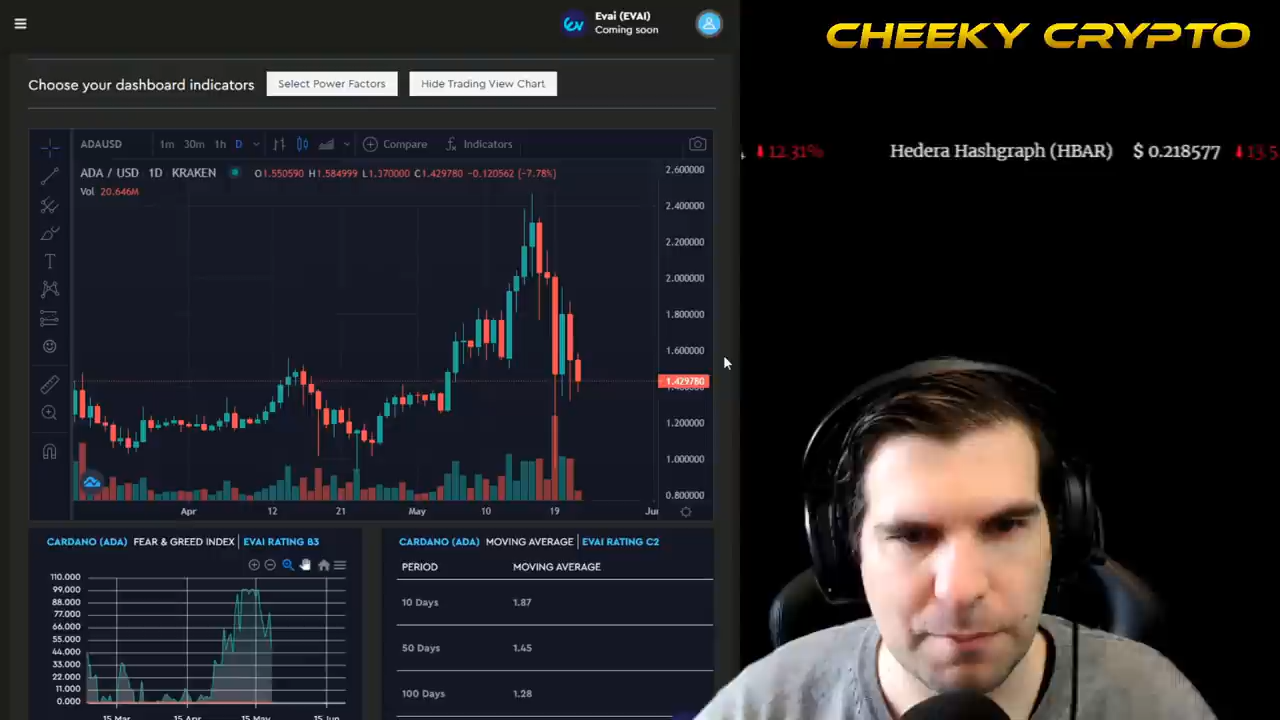 Evai (EVAI)
Coming soon
CHEEKY CRYPTO
Choose your dashboard indicators
Select Power Factors
Hide Trading View Chart
12.31%
Hedera Hashgraph (HBAR) $ 0.218577
ADAUSD 1m 30m 1h D Compare Indicators
ADA / USD 1D KRAKEN O1.550590 H1.584999 L1.370000 C1.429780 −0.120562 (−7.78%)
Vol 20.646M
2.600000
2.400000
2.200000
2.000000
1.800000
1.600000
1.429780
1.200000
1.000000
0.800000
Apr 12 21 May 10 19 Jun
CARDANO (ADA) FEAR & GREED INDEX | EVAI RATING B3
110.000
99.000
88.000
77.000
66.000
55.000
44.000
33.000
22.000
11.000
0.000
15 Mar 15 Apr 15 May 15 Jun
CARDANO (ADA) MOVING AVERAGE | EVAI RATING C2
PERIOD MOVING AVERAGE
10 Days 1.87
50 Days 1.45
100 Days 1.28